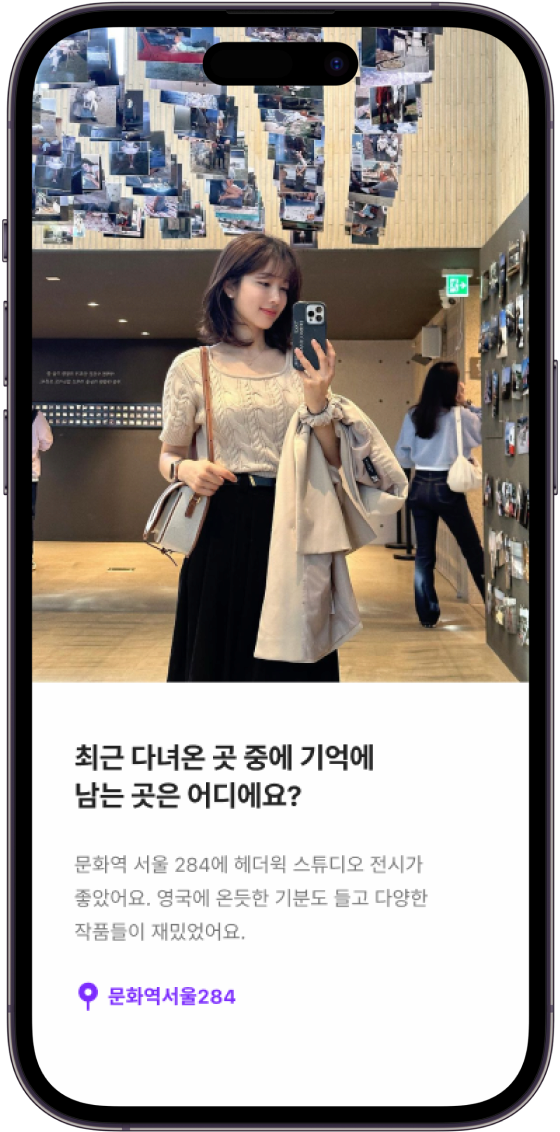 최근 다녀온 곳 중에 기억에
남는 곳은 어디에요?
문화역 서울 284에 헤더윅 스튜디오 전시가
좋았어요. 영국에 온듯한 기분도 들고 다양한
작품들이 재밌었어요.
문화역서울284